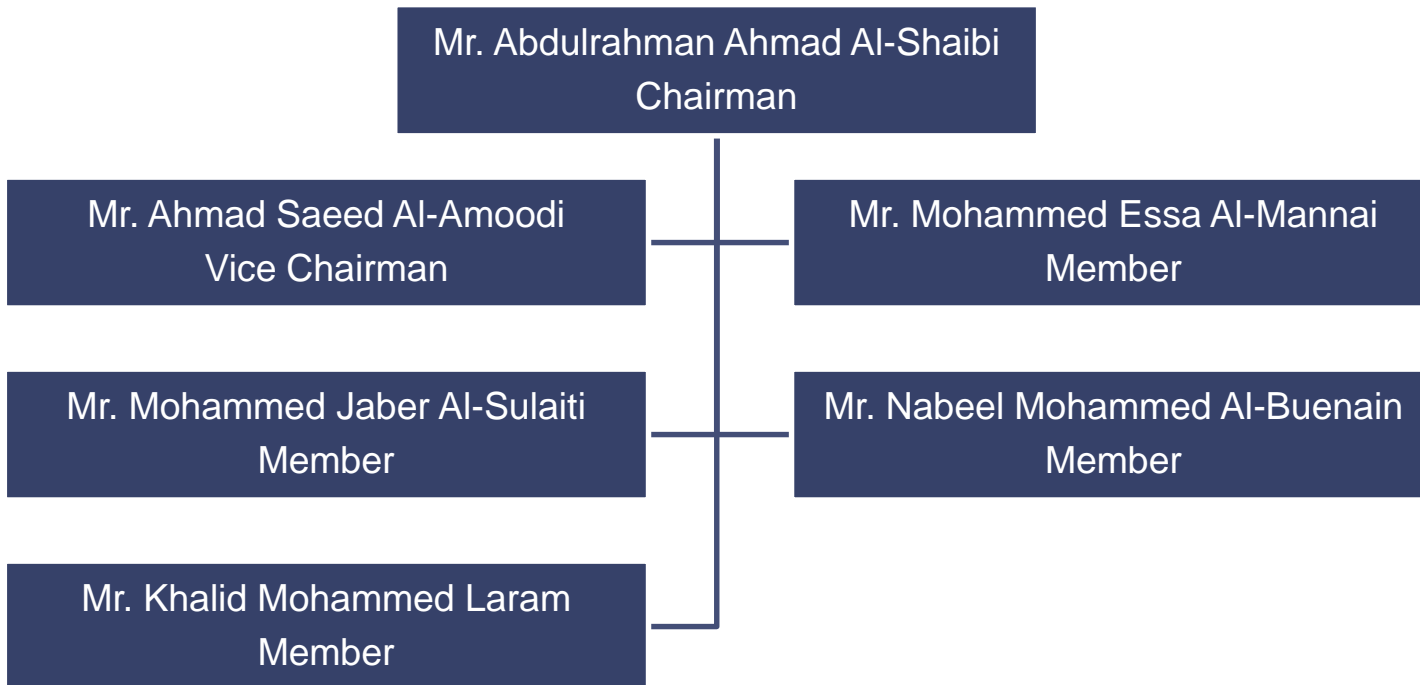 Mr. Abdulrahman Ahmad Al-Shaibi
Chairman
Mr. Ahmad Saeed Al-Amoodi
Vice Chairman
Mr. Mohammed Essa Al-Mannai
Member
Mr. Mohammed Jaber Al-Sulaiti
Member
Mr. Nabeel Mohammed Al-Buenain
Member
Mr. Khalid Mohammed Laram
Member